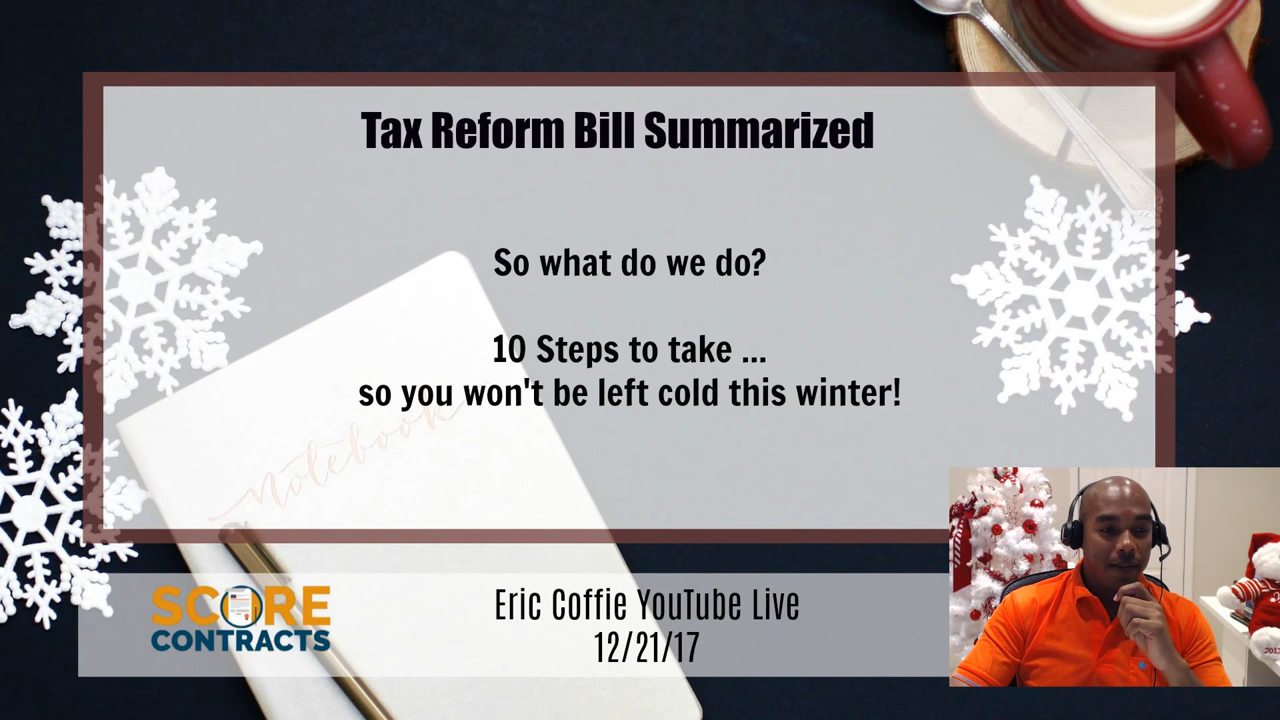 Tax Reform Bill Summarized
So what do we do?
10 Steps to take ...
so you won't be left cold this winter!
notebook
SCORE
CONTRACTS
Eric Coffie YouTube Live
12/21/17